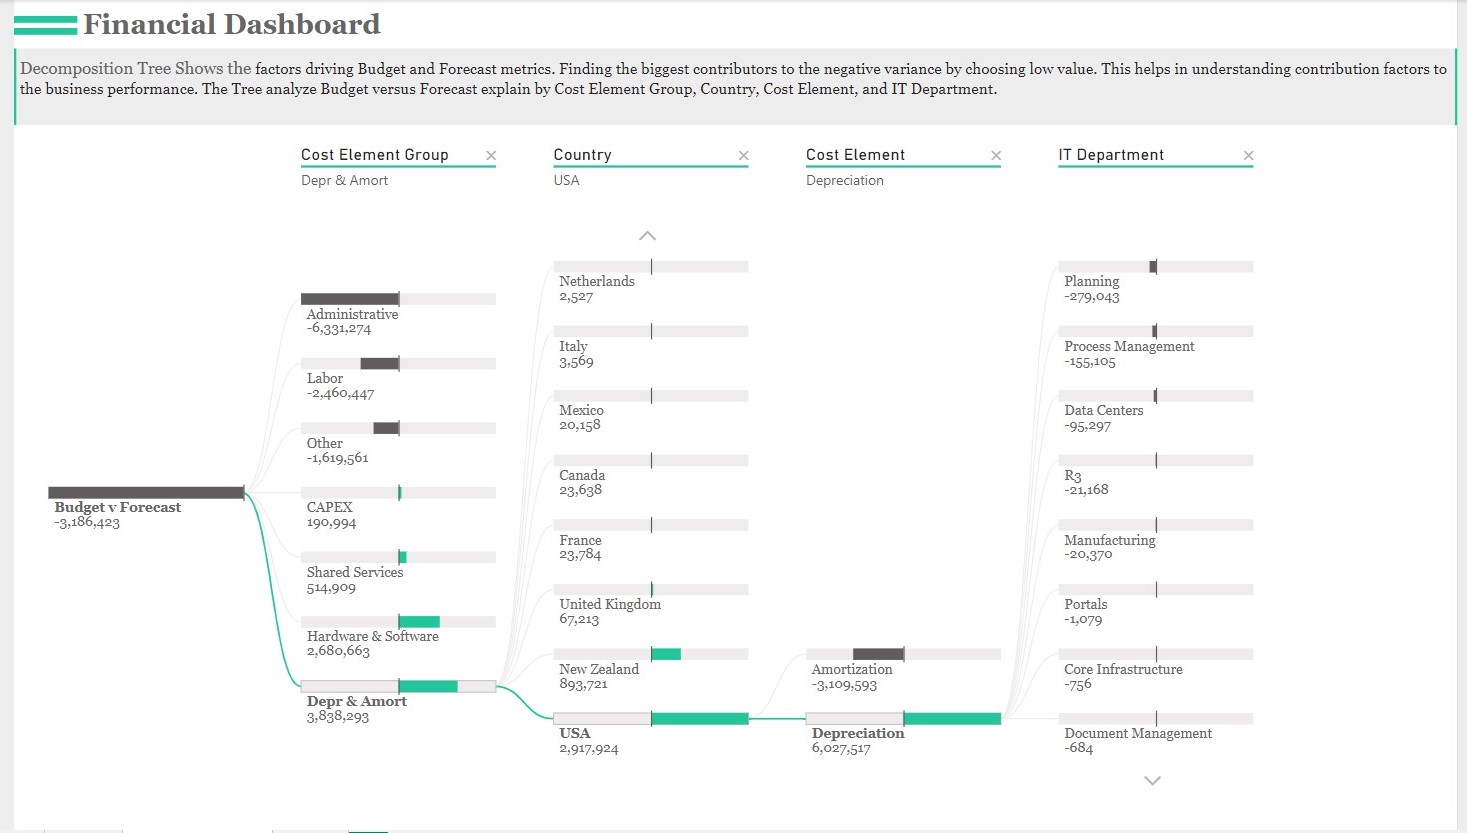 Financial Dashboard
Decomposition Tree Shows the factors driving Budget and Forecast metrics. Finding the biggest contributors to the negative variance by choosing low value. This helps in understanding contribution factors to
the business performance. The Tree analyze Budget versus Forecast explain by Cost Element Group, Country, Cost Element, and IT Department.
Cost Element Group
Depr & Amort
Country
USA
Cost Element
Depreciation
IT Department
Budget v Forecast
-3,186,423
Administrative
-6,331,274
Labor
-2,460,447
Other
-1,619,561
CAPEX
190,994
Shared Services
514,909
Hardware & Software
2,680,663
Depr & Amort
3,838,293
Netherlands
2,527
Italy
3,569
Mexico
20,158
Canada
23,638
France
23,784
United Kingdom
67,213
New Zealand
893,721
USA
2,917,924
Amortization
-3,109,593
Depreciation
6,027,517
Planning
-279,043
Process Management
-155,105
Data Centers
-95,297
R3
-21,168
Manufacturing
-20,370
Portals
-1,079
Core Infrastructure
-756
Document Management
-684